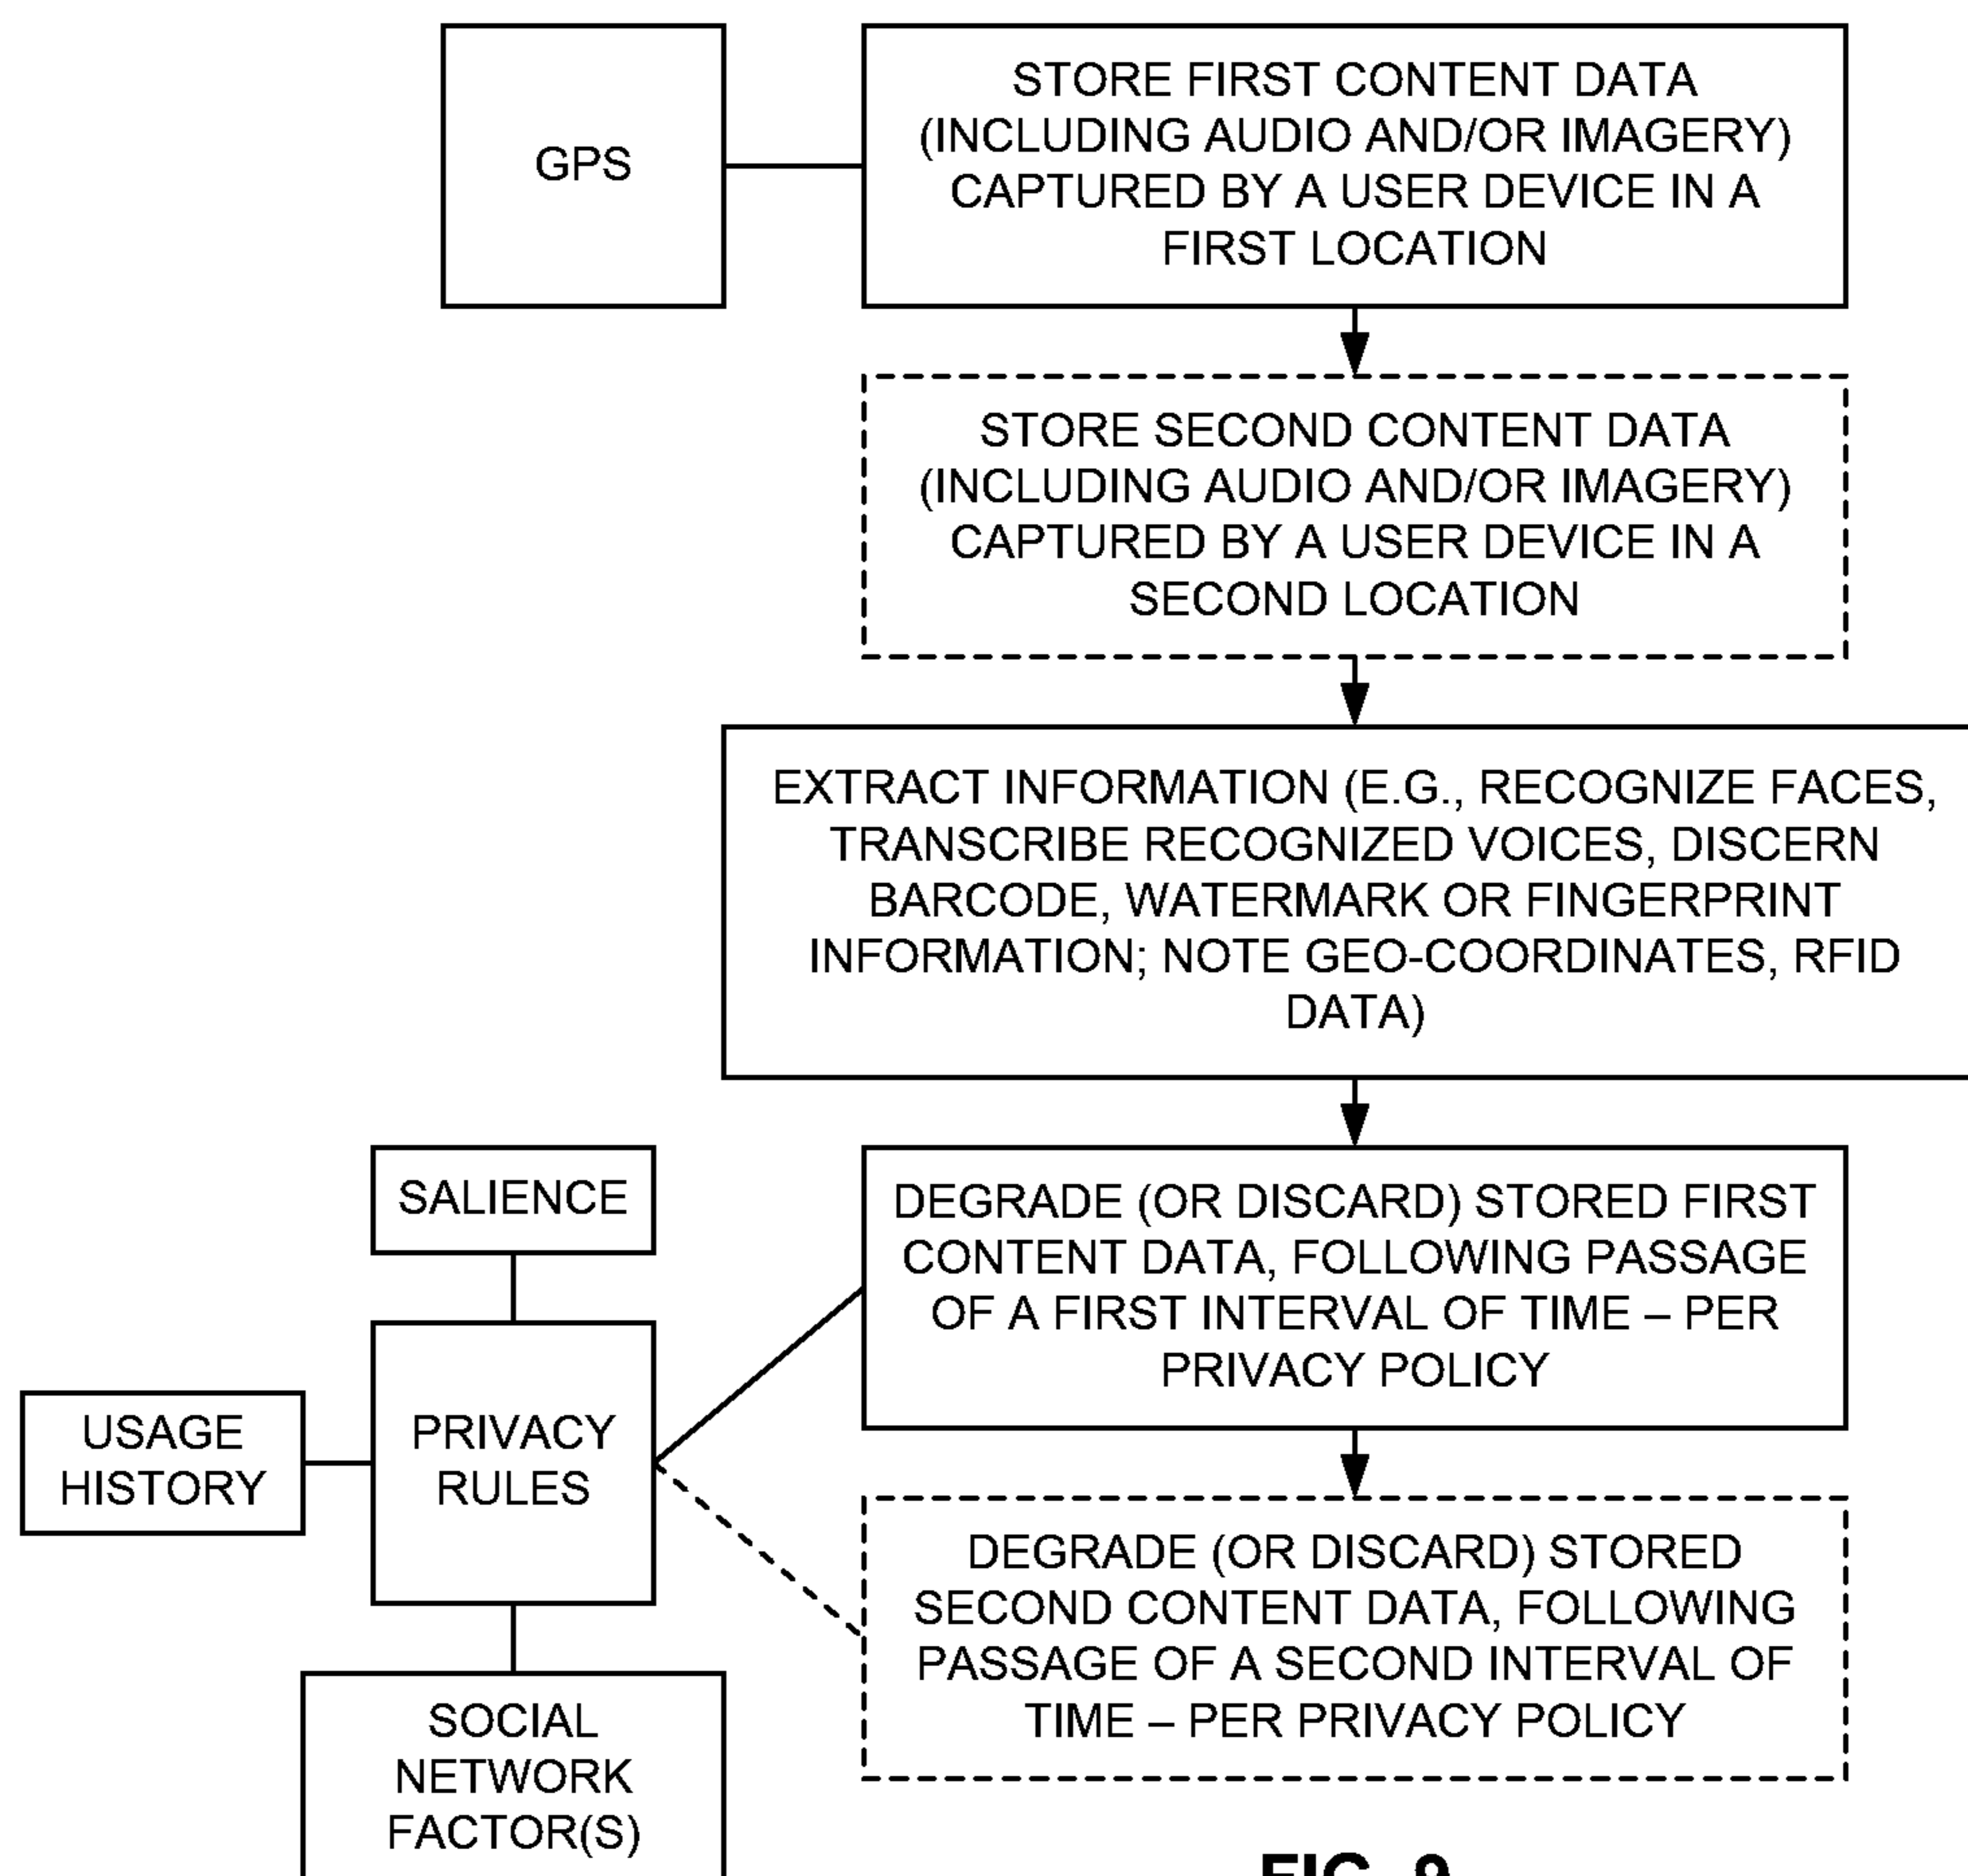 GPS
STORE FIRST CONTENT DATA
(INCLUDING AUDIO AND/OR IMAGERY)
CAPTURED BY A USER DEVICE IN A
FIRST LOCATION
STORE SECOND CONTENT DATA
(INCLUDING AUDIO AND/OR IMAGERY)
CAPTURED BY A USER DEVICE IN A
SECOND LOCATION
EXTRACT INFORMATION (E.G., RECOGNIZE FACES,
TRANSCRIBE RECOGNIZED VOICES, DISCERN
BARCODE, WATERMARK OR FINGERPRINT
INFORMATION; NOTE GEO-COORDINATES, RFID
DATA)
SALIENCE
DEGRADE (OR DISCARD) STORED FIRST
CONTENT DATA, FOLLOWING PASSAGE
OF A FIRST INTERVAL OF TIME – PER
PRIVACY POLICY
USAGE
HISTORY
PRIVACY
RULES
DEGRADE (OR DISCARD) STORED
SECOND CONTENT DATA, FOLLOWING
PASSAGE OF A SECOND INTERVAL OF
TIME – PER PRIVACY POLICY
SOCIAL
NETWORK
FACTOR(S)
FIG.